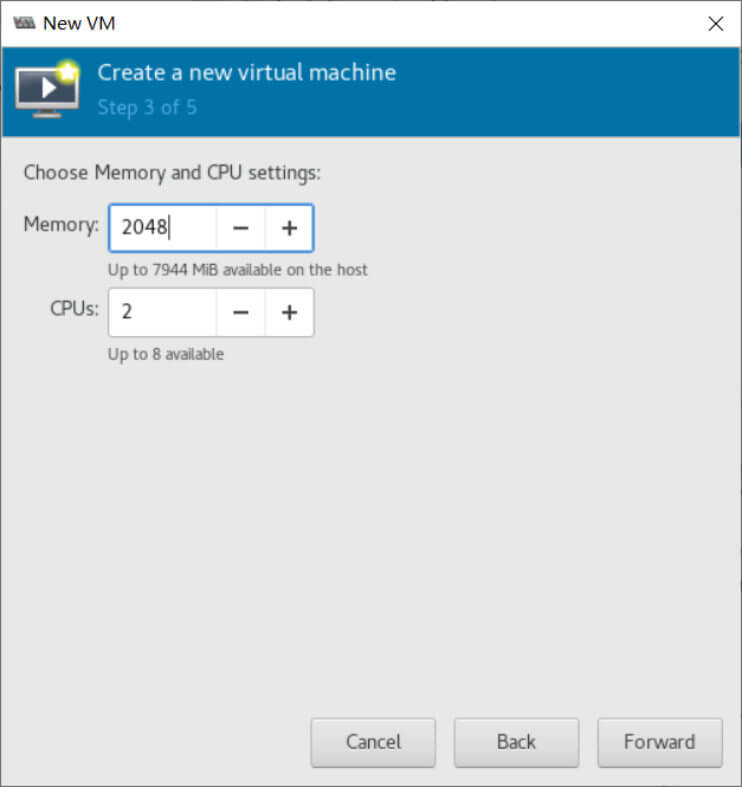 New VM
Create a new virtual machine
Step 3 of 5
Choose Memory and CPU settings:
Memory: 2048 − +
Up to 7944 MiB available on the host
CPUs: 2 − +
Up to 8 available
Cancel Back Forward